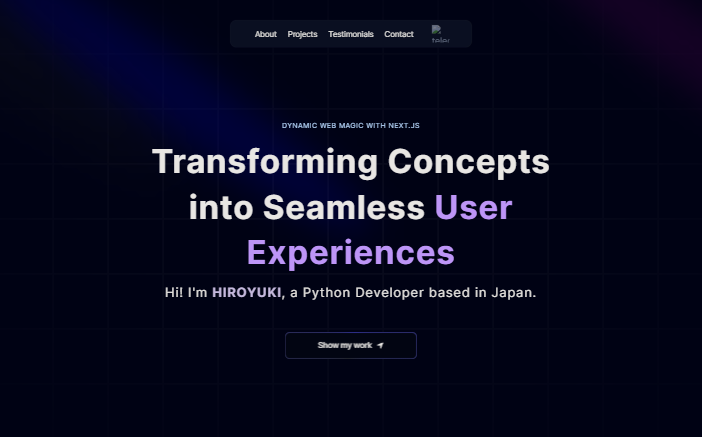 About Projects Testimonials Contact
DYNAMIC WEB MAGIC WITH NEXT.JS
Transforming Concepts
into Seamless User
Experiences
Hi! I'm HIROYUKI, a Python Developer based in Japan.
Show my work